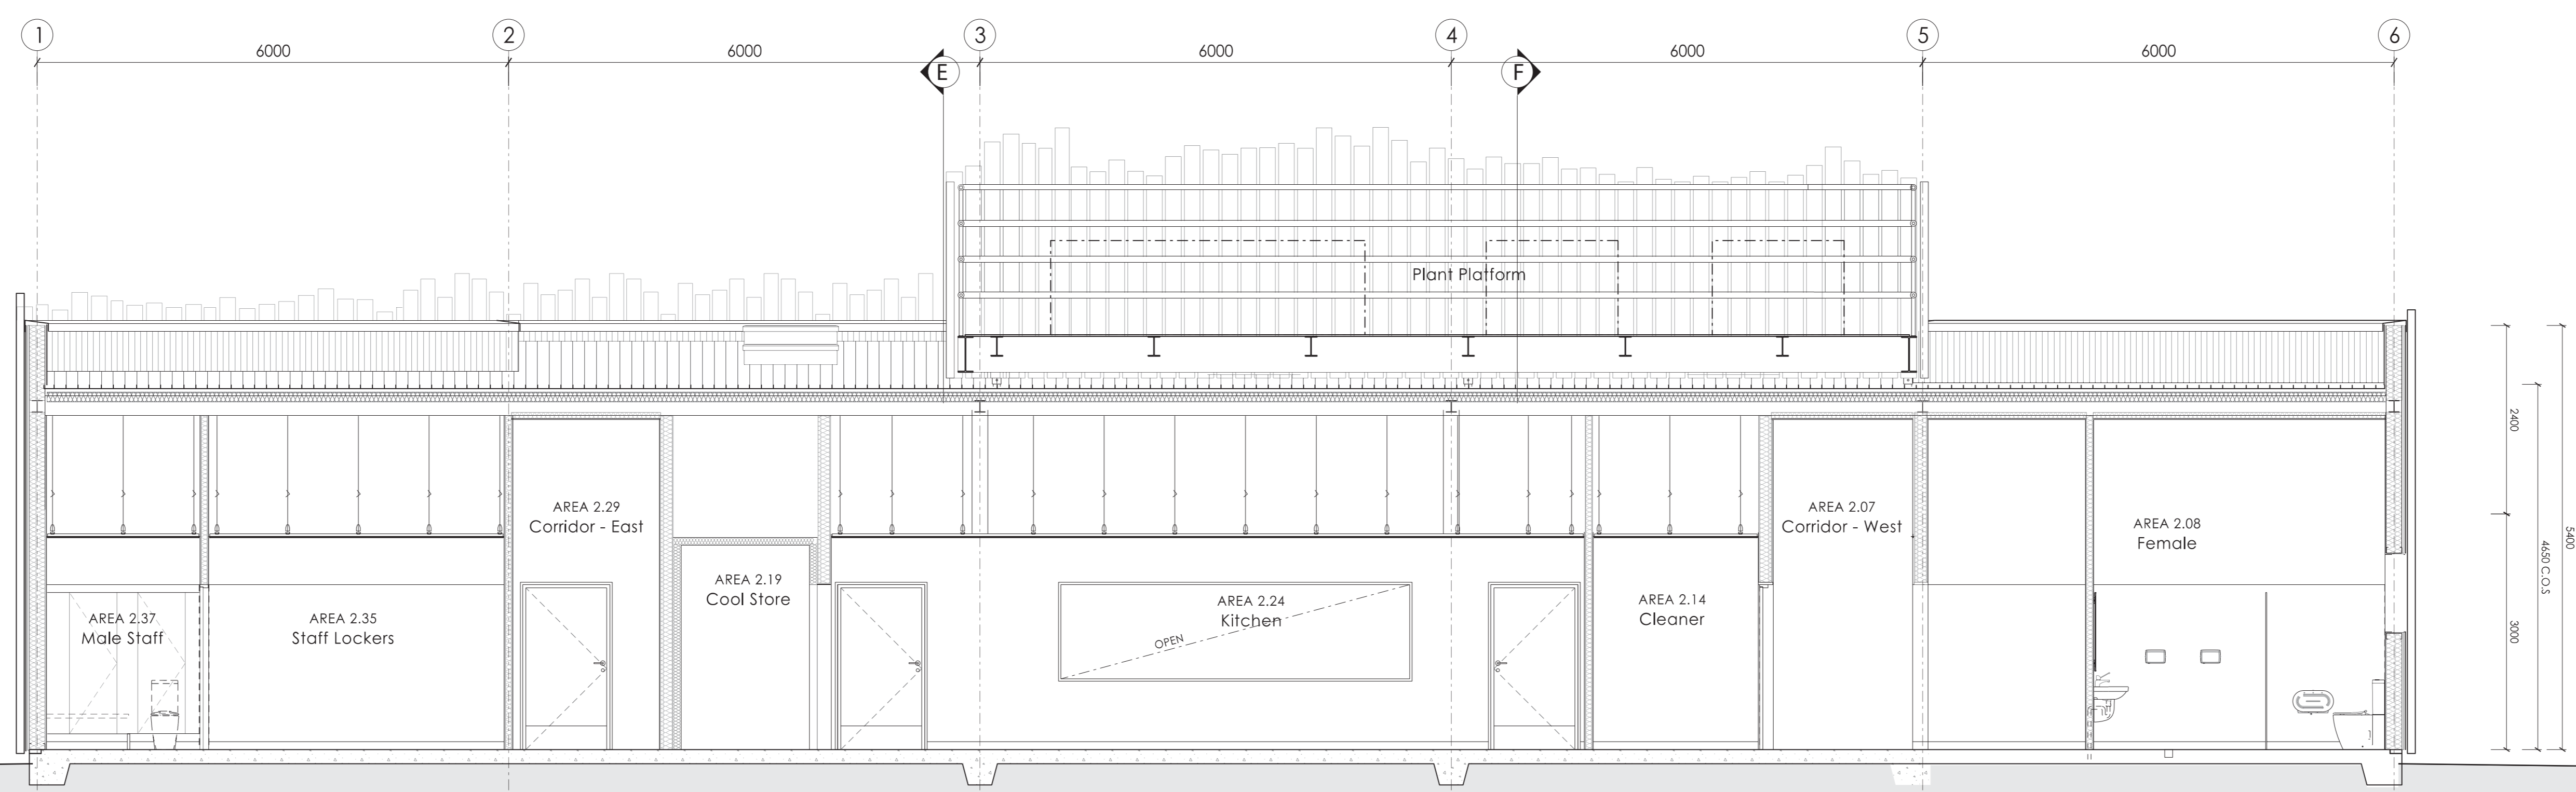 1
2
3
4
5
6
6000
6000
6000
6000
6000
E
F
Plant Platform
AREA 2.29
Corridor - East
AREA 2.07
Corridor - West
AREA 2.08
Female
AREA 2.19
Cool Store
AREA 2.24
Kitchen
OPEN
AREA 2.14
Cleaner
AREA 2.37
Male Staff
AREA 2.35
Staff Lockers
2400
3000
4650 C.O.S
5400